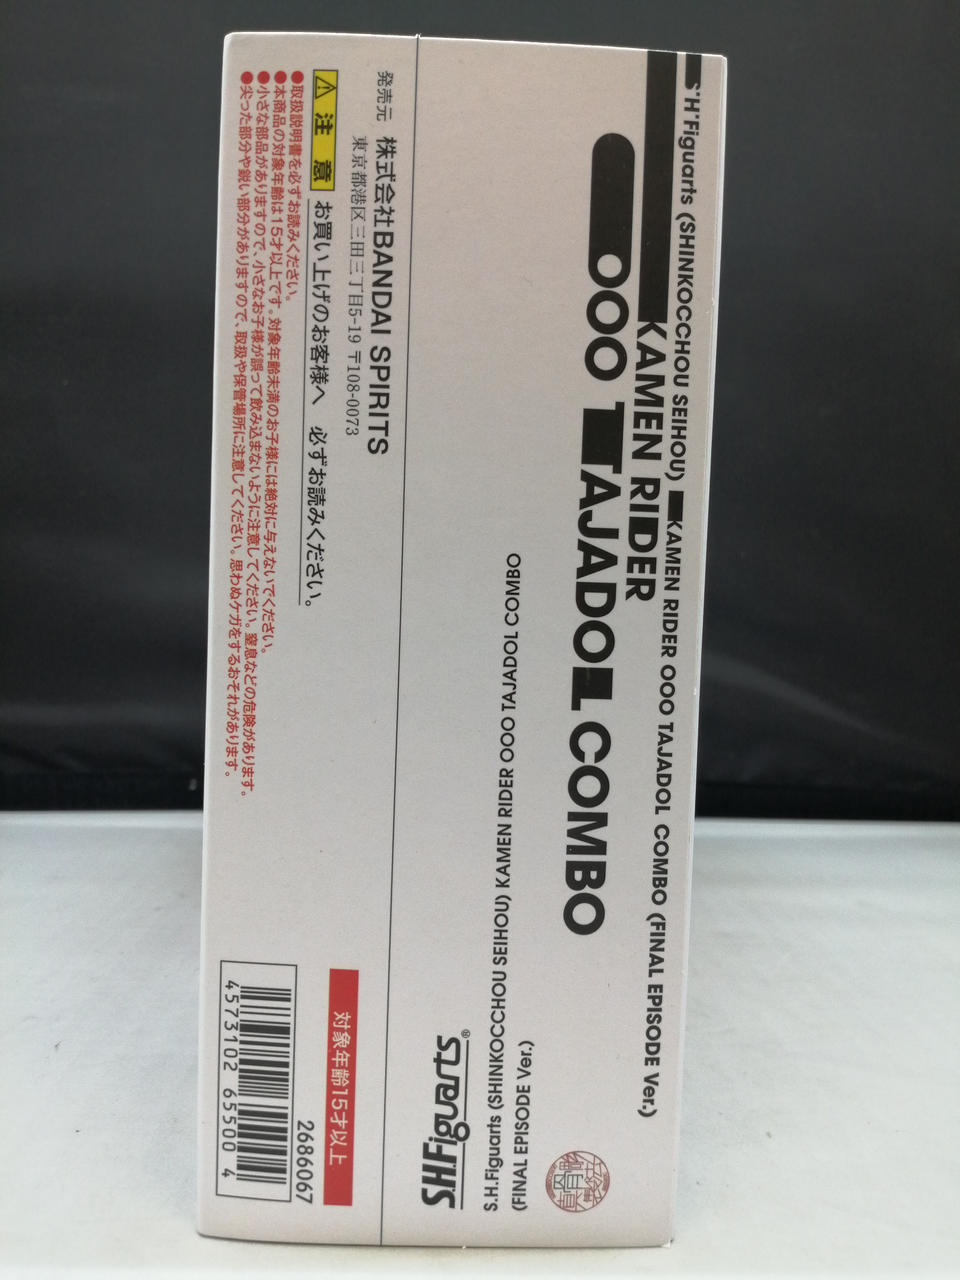 S.H.Figuarts (SHINKOCCHOU SEIHOU) KAMEN RIDER OOO TAJADOL COMBO (FINAL EPISODE Ver.)
KAMEN RIDER
OOO TAJADOL COMBO
S.H.Figuarts (SHINKOCCHOU SEIHOU) KAMEN RIDER OOO TAJADOL COMBO
(FINAL EPISODE Ver.)
S.H.Figuarts®
発売元 株式会社BANDAI SPIRITS
東京都港区三田三丁目5-19 〒108-0073
注意 お買い上げのお客様へ 必ずお読みください。
●取扱説明書を必ずお読みください。
●本商品の対象年齢は15才以上です。対象年齢未満のお子様には絶対に与えないでください。
●小さな部品がありますので、小さなお子様が誤って飲み込まないように注意してください。窒息などの危険があります。
●尖った部分や鋭い部分がありますので、取扱や保管場所に注意してください。思わぬケガをするおそれがあります。
対象年齢15才以上
2686067
4573102 65500 4